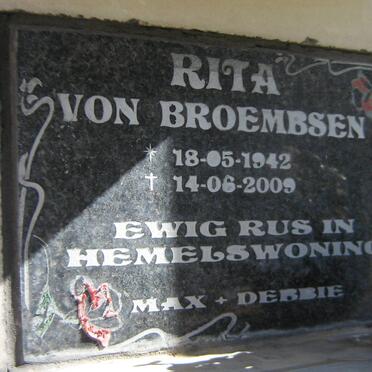 RITA
VON BROEMBSEN
* 18-05-1942
† 14-06-2009
EWIG RUS IN
HEMELSWONING
MAX + DEBBIE